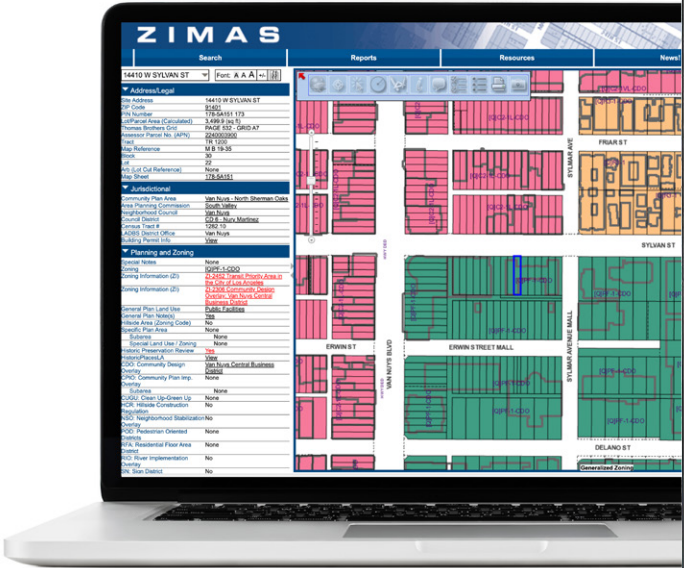 ZIMAS
Search Reports Resources News!
14410 W SYLVAN ST Font: A A A +/-
Address/Legal
Site Address 14410 W SYLVAN ST
ZIP Code 91401
PIN Number 178-5A151 173
Lot/Parcel Area (Calculated) 3,499.9 (sq ft)
Thomas Brothers Grid PAGE 532 - GRID A7
Assessor Parcel No. (APN) 2240003900
Tract TR 1200
Map Reference M B 19-35
Block 30
Lot 22
Arb (Lot Cut Reference) None
Map Sheet 178-5A151
Jurisdictional
Community Plan Area Van Nuys - North Sherman Oaks
Area Planning Commission South Valley
Neighborhood Council Van Nuys
Council District CD 6 - Nury Martinez
Census Tract # 1282.10
LADBS District Office Van Nuys
Building Permit Info View
Planning and Zoning
Special Notes None
Zoning [Q]PF-1-CDO
Zoning Information (ZI) ZI-2452 Transit Priority Area in
the City of Los Angeles
Zoning Information (ZI) ZI-2308 Community Design
Overlay: Van Nuys Central
Business District
General Plan Land Use Public Facilities
General Plan Note(s) Yes
Hillside Area (Zoning Code) No
Specific Plan Area None
Subarea None
Special Land Use / Zoning None
Historic Preservation Review Yes
HistoricPlacesLA View
CDO: Community Design Van Nuys Central Business
Overlay District
CPIO: Community Plan Imp. None
Overlay
Subarea None
CUGU: Clean Up-Green Up None
HCR: Hillside Construction No
Regulation
NSO: Neighborhood Stabilization No
Overlay
POD: Pedestrian Oriented None
Districts
RFA: Residential Floor Area None
District
RIO: River Implementation No
Overlay
SN: Sign District No
SYLMAR AVE
FRIAR ST
SYLVAN ST
ERWIN ST
VAN NUYS BLVD
ERWIN STREET MALL
SYLMAR AVENUE MALL
DELANO ST
[Q]PF-1-CDO
Generalized Zoning